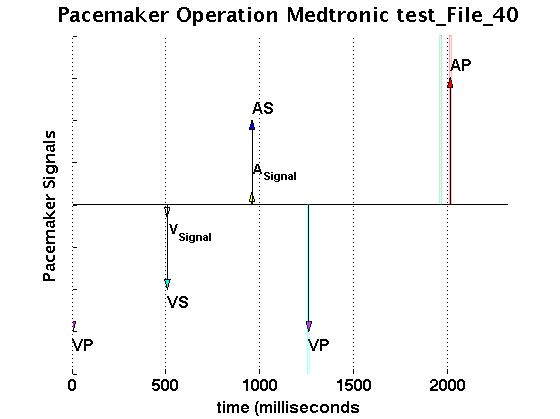 Pacemaker Operation Medtronic test_File_40
AP
AS
A Signal
V Signal
VS
VP
VP
Pacemaker Signals
0 500 1000 1500 2000
time (milliseconds